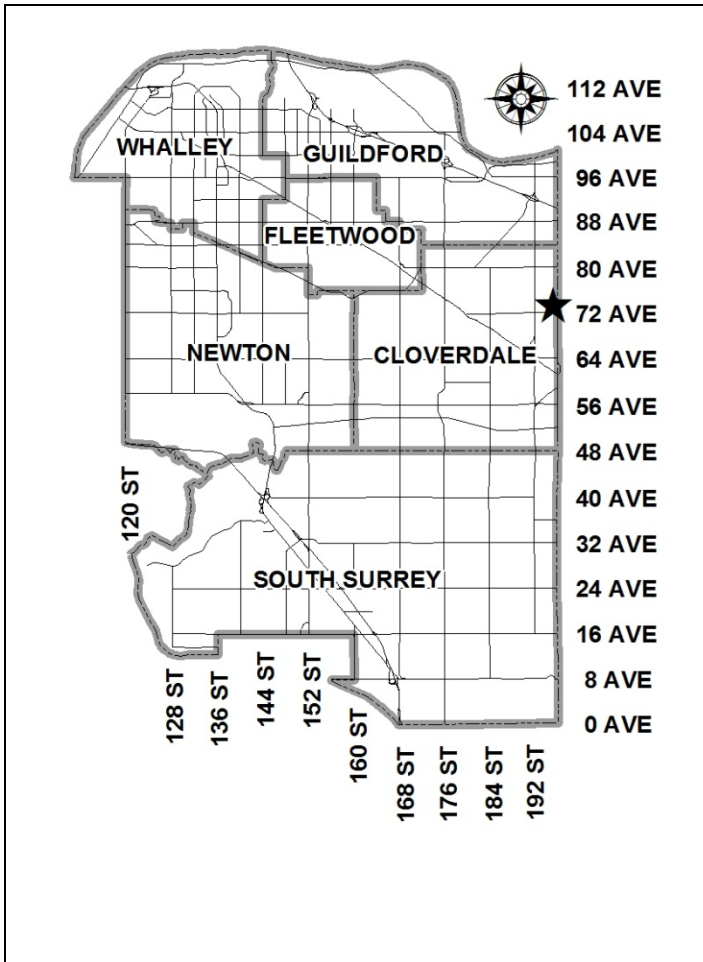 112 AVE
104 AVE
WHALLEY
GUILDFORD
96 AVE
88 AVE
FLEETWOOD
80 AVE
72 AVE
NEWTON
CLOVERDALE
64 AVE
56 AVE
48 AVE
120 ST
40 AVE
32 AVE
SOUTH SURREY
24 AVE
16 AVE
8 AVE
0 AVE
128 ST
136 ST
144 ST
152 ST
160 ST
168 ST
176 ST
184 ST
192 ST